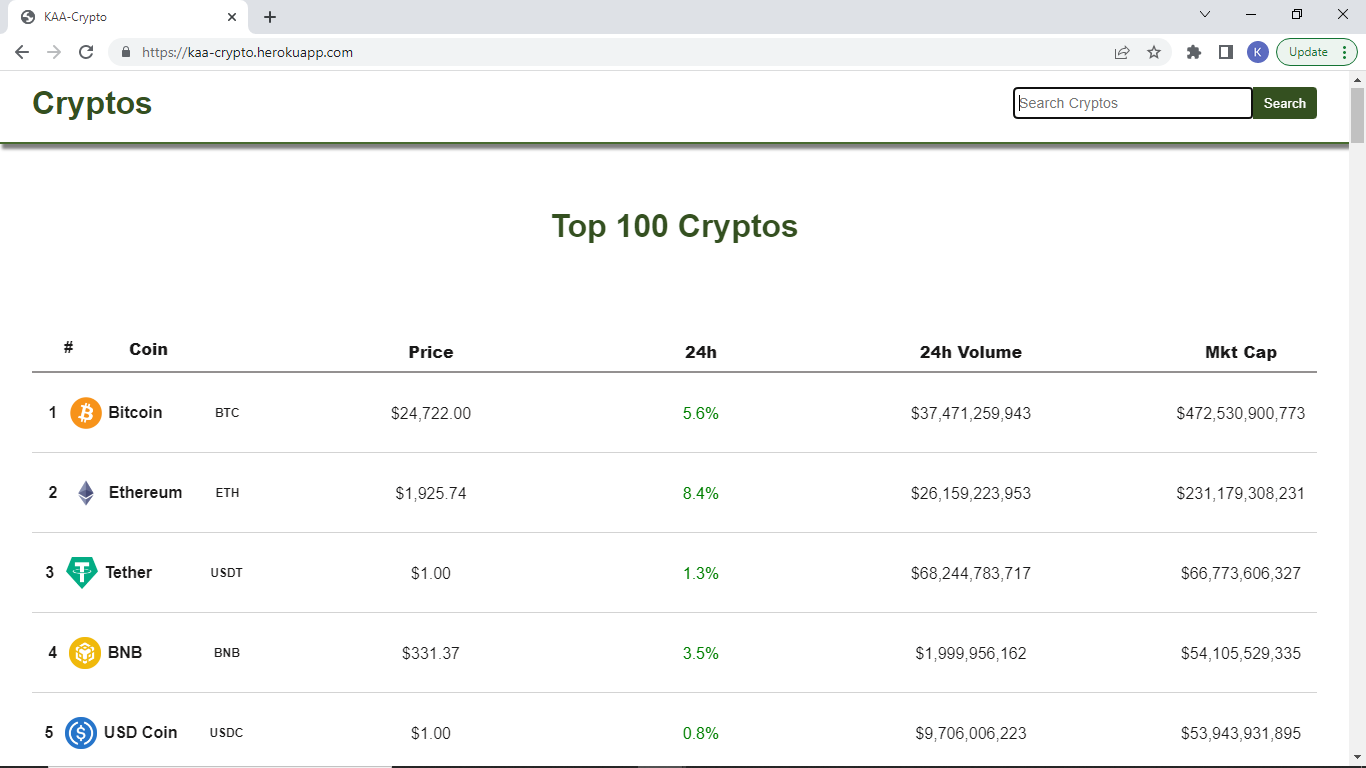 KAA-Crypto
https://kaa-crypto.herokuapp.com
K
Update
Cryptos
Search Cryptos
Search
Top 100 Cryptos
# Coin Price 24h 24h Volume Mkt Cap
1 Bitcoin BTC $24,722.00 5.6% $37,471,259,943 $472,530,900,773
2 Ethereum ETH $1,925.74 8.4% $26,159,223,953 $231,179,308,231
3 Tether USDT $1.00 1.3% $68,244,783,717 $66,773,606,327
4 BNB BNB $331.37 3.5% $1,999,956,162 $54,105,529,335
5 USD Coin USDC $1.00 0.8% $9,706,006,223 $53,943,931,895